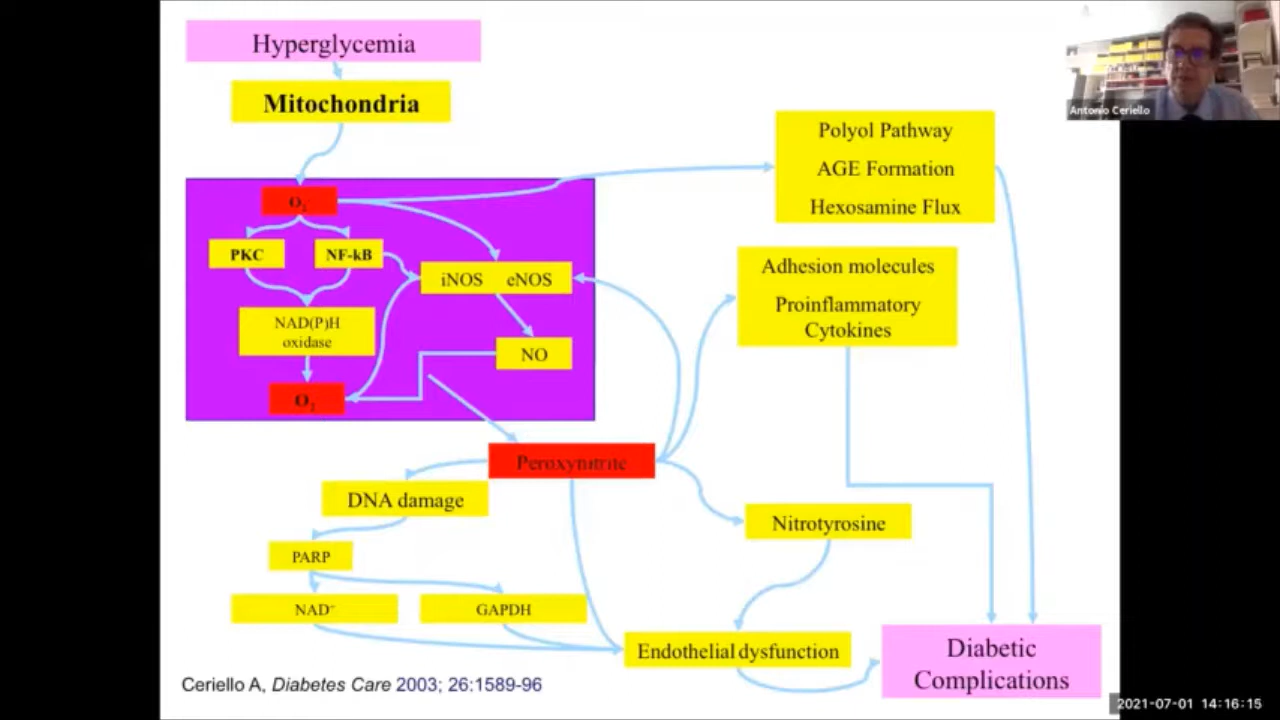 Hyperglycemia
Mitochondria
Antonio Ceriello
Polyol Pathway
AGE Formation
Hexosamine Flux
O₂
PKC
NF-kB
iNOS eNOS
Adhesion molecules
Proinflammatory
Cytokines
NAD(P)H
oxidase
NO
O₂
Peroxynitrite
DNA damage
Nitrotyrosine
PARP
NAD⁺
GAPDH
Endothelial dysfunction
Diabetic
Complications
Ceriello A, Diabetes Care 2003; 26:1589-96
2021-07-01 14:16:15